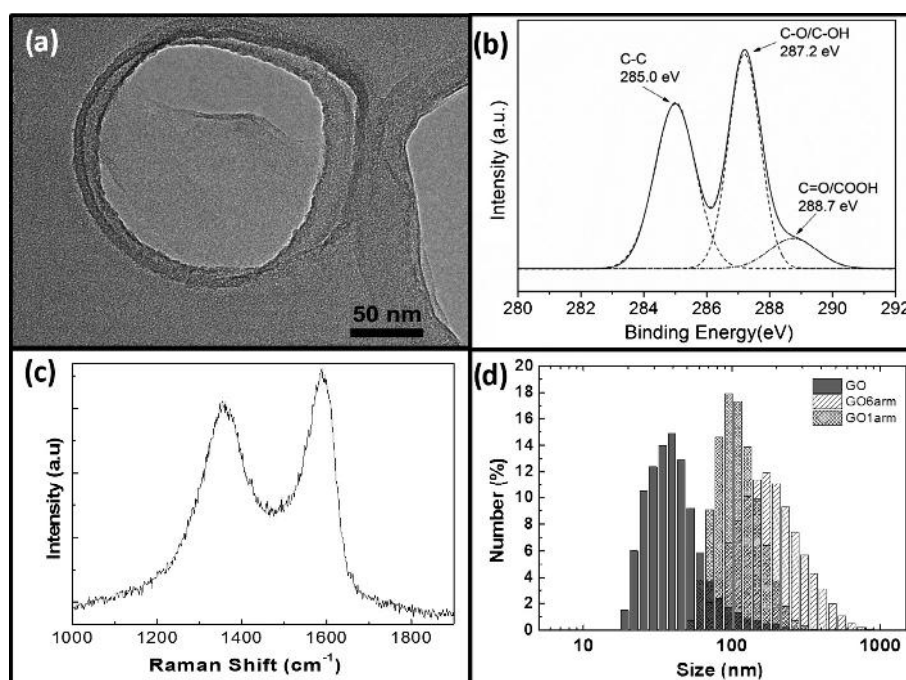 (a)
50 nm
(b)
C-C
285.0 eV
C-O/C-OH
287.2 eV
C=O/COOH
288.7 eV
Intensity (a.u.)
280 282 284 286 288 290 292
Binding Energy(eV)
(c)
Intensity (a.u)
1000 1200 1400 1600 1800
Raman Shift (cm⁻¹)
(d)
GO
GO6arm
GO1arm
20
18
16
14
12
10
8
6
4
2
0
Number (%)
10 100 1000
Size (nm)